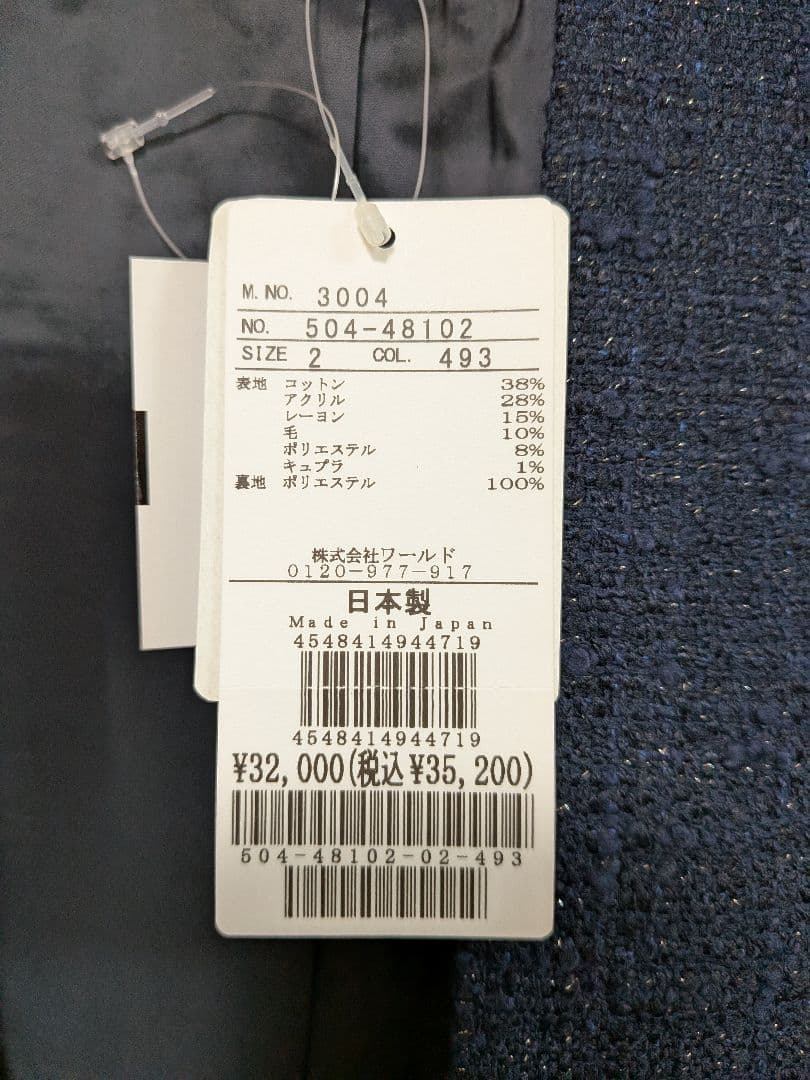 M. NO. 3004
NO. 504-48102
SIZE 2 COL. 493
表地 コットン 38%
アクリル 28%
レーヨン 15%
毛 10%
ポリエステル 8%
キュプラ 1%
裏地 ポリエステル 100%
株式会社ワールド
0120-977-917
日本製
Made in Japan
4548414944719
4548414944719
¥32,000(税込¥35,200)
504-48102-02-493